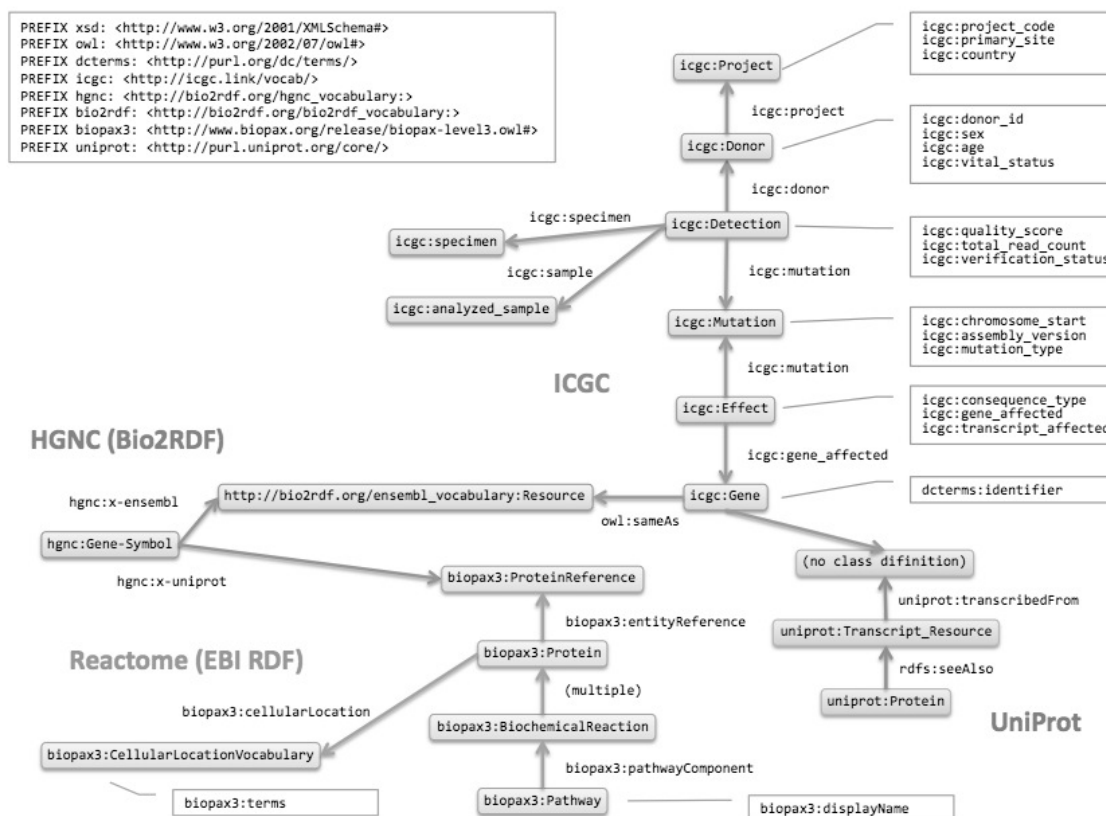 PREFIX xsd: <http://www.w3.org/2001/XMLSchema#>
PREFIX owl: <http://www.w3.org/2002/07/owl#>
PREFIX dcterms: <http://purl.org/dc/terms/>
PREFIX icgc: <http://icgc.link/vocab/>
PREFIX hgnc: <http://bio2rdf.org/hgnc_vocabulary:>
PREFIX bio2rdf: <http://bio2rdf.org/bio2rdf_vocabulary:>
PREFIX biopax3: <http://www.biopax.org/release/biopax-level3.owl#>
PREFIX uniprot: <http://purl.uniprot.org/core/>
icgc:project_code
icgc:primary_site
icgc:country
icgc:Project
icgc:project
icgc:donor_id
icgc:sex
icgc:age
icgc:vital_status
icgc:Donor
icgc:donor
icgc:specimen
icgc:Detection
icgc:quality_score
icgc:total_read_count
icgc:verification_status
icgc:specimen
icgc:sample
icgc:mutation
icgc:analyzed_sample
icgc:Mutation
icgc:chromosome_start
icgc:assembly_version
icgc:mutation_type
ICGC
icgc:mutation
icgc:Effect
icgc:consequence_type
icgc:gene_affected
icgc:transcript_affected
HGNC (Bio2RDF)
icgc:gene_affected
hgnc:x-ensembl
http://bio2rdf.org/ensembl_vocabulary:Resource
icgc:Gene
dcterms:identifier
owl:sameAs
hgnc:Gene-Symbol
hgnc:x-uniprot
(no class difinition)
biopax3:ProteinReference
uniprot:transcribedFrom
biopax3:entityReference
uniprot:Transcript_Resource
Reactome (EBI RDF)
biopax3:Protein
rdfs:seeAlso
(multiple)
uniprot:Protein
biopax3:cellularLocation
biopax3:BiochemicalReaction
UniProt
biopax3:CellularLocationVocabulary
biopax3:pathwayComponent
biopax3:terms
biopax3:Pathway
biopax3:displayName